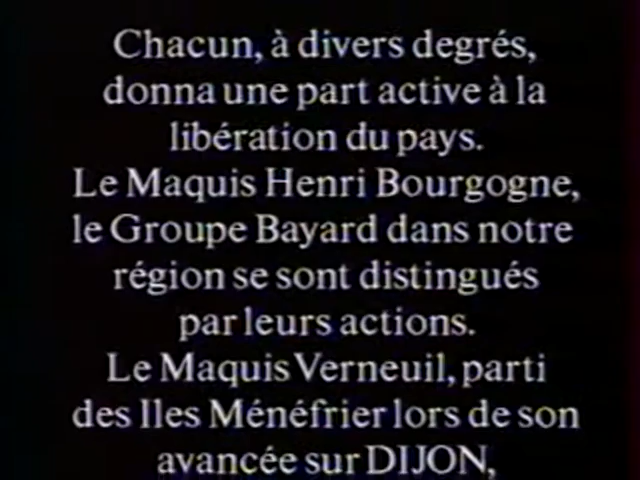 Chacun, à divers degrés,
donna une part active à la
libération du pays.
Le Maquis Henri Bourgogne,
le Groupe Bayard dans notre
région se sont distingués
par leurs actions.
Le Maquis Verneuil, parti
des Iles Ménéfrier lors de son
avancée sur DIJON,